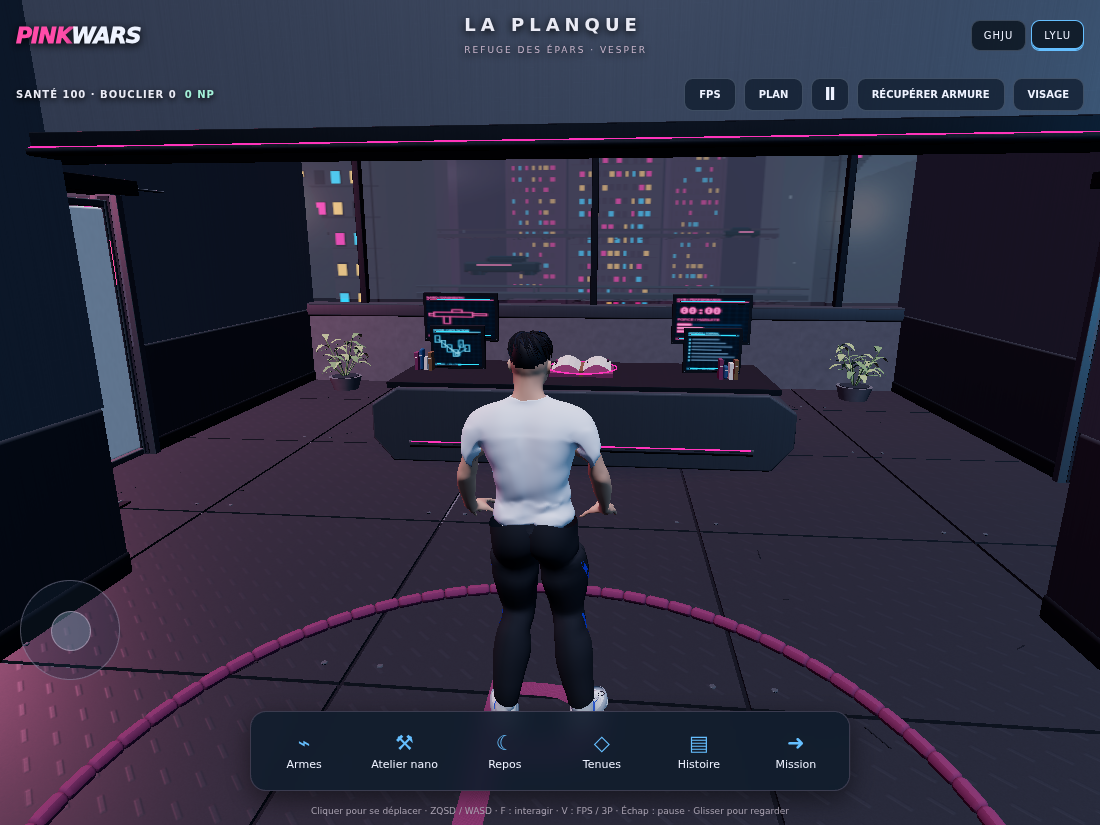 PINKWARS
LA PLANQUE
REFUGE DES ÉPARS · VESPER
GHJU
LYLU
SANTÉ 100 · BOUCLIER 0 0 NP
FPS
PLAN
RÉCUPÉRER ARMURE
VISAGE
00:00
Armes
Atelier nano
Repos
Tenues
Histoire
Mission
Cliquer pour se déplacer · ZQSD / WASD · F : interagir · V : FPS / 3P · Échap : pause · Glisser pour regarder